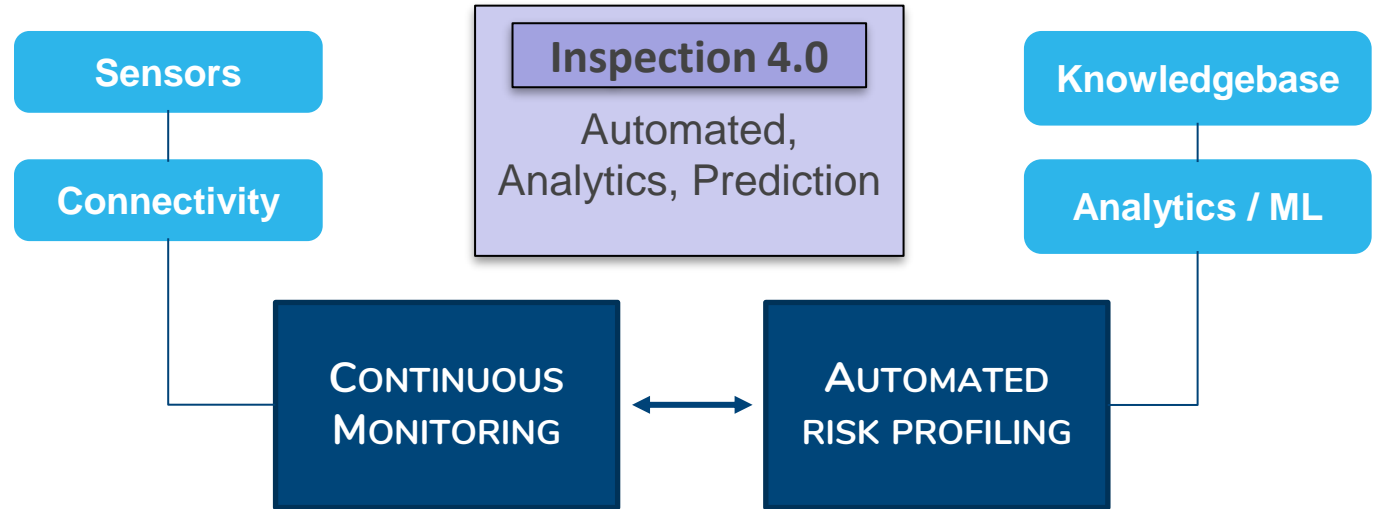 Sensors
Connectivity
Inspection 4.0
Automated,
Analytics, Prediction
Knowledgebase
Analytics / ML
CONTINUOUS
MONITORING
AUTOMATED
RISK PROFILING